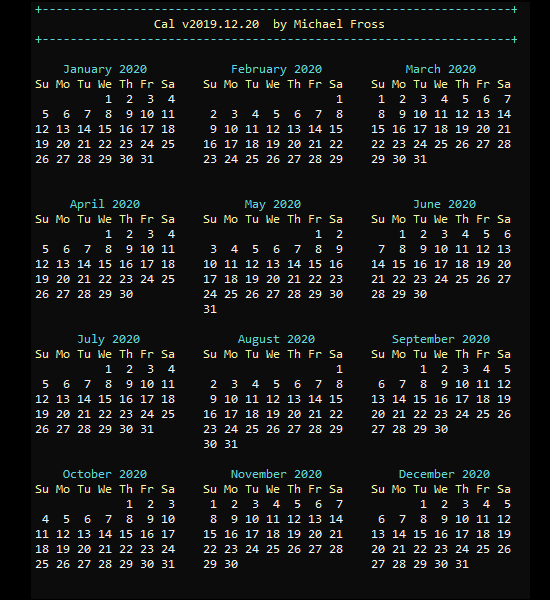 +-------------------------------------------------------------------+
Cal v2019.12.20  by Michael Fross
+-------------------------------------------------------------------+
    January 2020            February 2020            March 2020
Su Mo Tu We Th Fr Sa    Su Mo Tu We Th Fr Sa    Su Mo Tu We Th Fr Sa
          1  2  3  4                       1     1  2  3  4  5  6  7
 5  6  7  8  9 10 11     2  3  4  5  6  7  8     8  9 10 11 12 13 14
12 13 14 15 16 17 18     9 10 11 12 13 14 15    15 16 17 18 19 20 21
19 20 21 22 23 24 25    16 17 18 19 20 21 22    22 23 24 25 26 27 28
26 27 28 29 30 31       23 24 25 26 27 28 29    29 30 31
     April 2020               May 2020                June 2020
Su Mo Tu We Th Fr Sa    Su Mo Tu We Th Fr Sa    Su Mo Tu We Th Fr Sa
          1  2  3  4                    1  2        1  2  3  4  5  6
 5  6  7  8  9 10 11     3  4  5  6  7  8  9     7  8  9 10 11 12 13
12 13 14 15 16 17 18    10 11 12 13 14 15 16    14 15 16 17 18 19 20
19 20 21 22 23 24 25    17 18 19 20 21 22 23    21 22 23 24 25 26 27
26 27 28 29 30          24 25 26 27 28 29 30    28 29 30
                        31
      July 2020              August 2020           September 2020
Su Mo Tu We Th Fr Sa    Su Mo Tu We Th Fr Sa    Su Mo Tu We Th Fr Sa
          1  2  3  4                       1           1  2  3  4  5
 5  6  7  8  9 10 11     2  3  4  5  6  7  8     6  7  8  9 10 11 12
12 13 14 15 16 17 18     9 10 11 12 13 14 15    13 14 15 16 17 18 19
19 20 21 22 23 24 25    16 17 18 19 20 21 22    20 21 22 23 24 25 26
26 27 28 29 30 31       23 24 25 26 27 28 29    27 28 29 30
                        30 31
    October 2020            November 2020           December 2020
Su Mo Tu We Th Fr Sa    Su Mo Tu We Th Fr Sa    Su Mo Tu We Th Fr Sa
             1  2  3     1  2  3  4  5  6  7           1  2  3  4  5
 4  5  6  7  8  9 10     8  9 10 11 12 13 14     6  7  8  9 10 11 12
11 12 13 14 15 16 17    15 16 17 18 19 20 21    13 14 15 16 17 18 19
18 19 20 21 22 23 24    22 23 24 25 26 27 28    20 21 22 23 24 25 26
25 26 27 28 29 30 31    29 30                   27 28 29 30 31